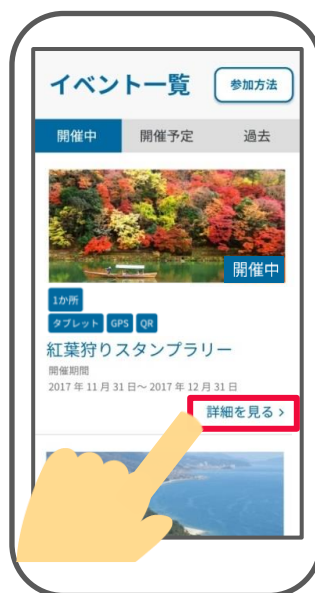 イベント一覧
参加方法
開催中
開催予定
過去
開催中
1か所
タブレット GPS QR
紅葉狩りスタンプラリー
開催期間
2017 年 11 月 31 日～ 2017 年 12 月 31 日
詳細を見る ›